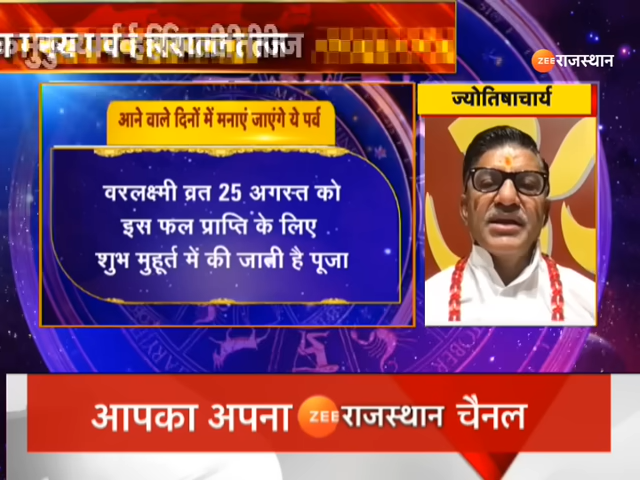 ZEE राजस्थान
ज्योतिषाचार्य
आने वाले दिनों में मनाएं जाएंगे ये पर्व
वरलक्ष्मी व्रत 25 अगस्त को
इस फल प्राप्ति के लिए
शुभ मुहूर्त में की जाती है पूजा
आपका अपना ZEE राजस्थान चैनल